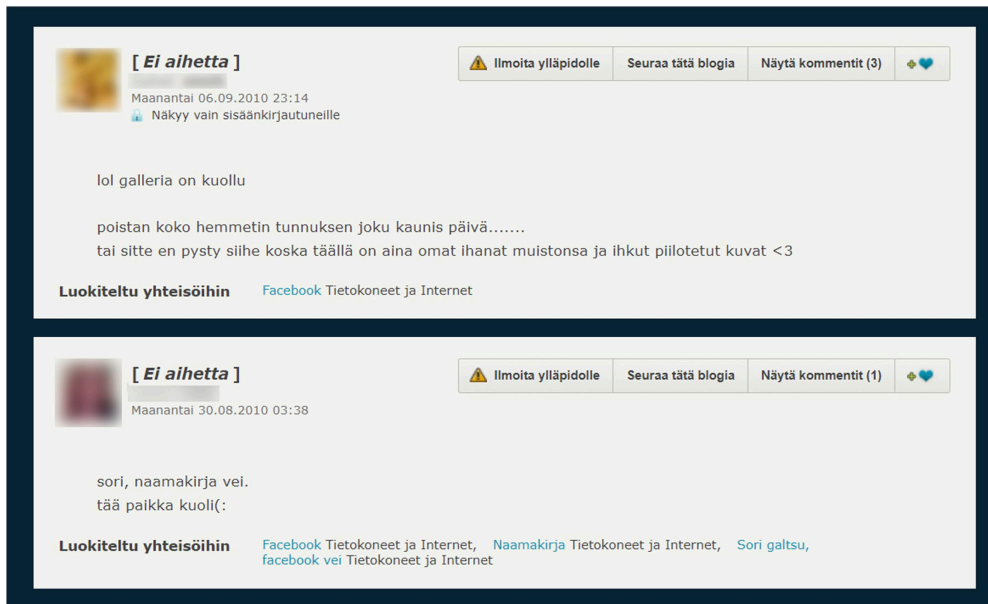 [ Ei aihetta ]
Ilmoita ylläpidolle
Seuraa tätä blogia
Näytä kommentit (3)
Maanantai 06.09.2010 23:14
Näkyy vain sisäänkirjautuneille
lol galleria on kuollu
poistan koko hemmetin tunnuksen joku kaunis päivä.......
tai sitte en pysty siihe koska täällä on aina omat ihanat muistonsa ja ihkut piilotetut kuvat <3
Luokiteltu yhteisöihin Facebook Tietokoneet ja Internet
[ Ei aihetta ]
Ilmoita ylläpidolle
Seuraa tätä blogia
Näytä kommentit (1)
Maanantai 30.08.2010 03:38
sori, naamakirja vei.
tää paikka kuoli(:
Luokiteltu yhteisöihin Facebook Tietokoneet ja Internet, Naamakirja Tietokoneet ja Internet, Sori galtsu,
facebook vei Tietokoneet ja Internet